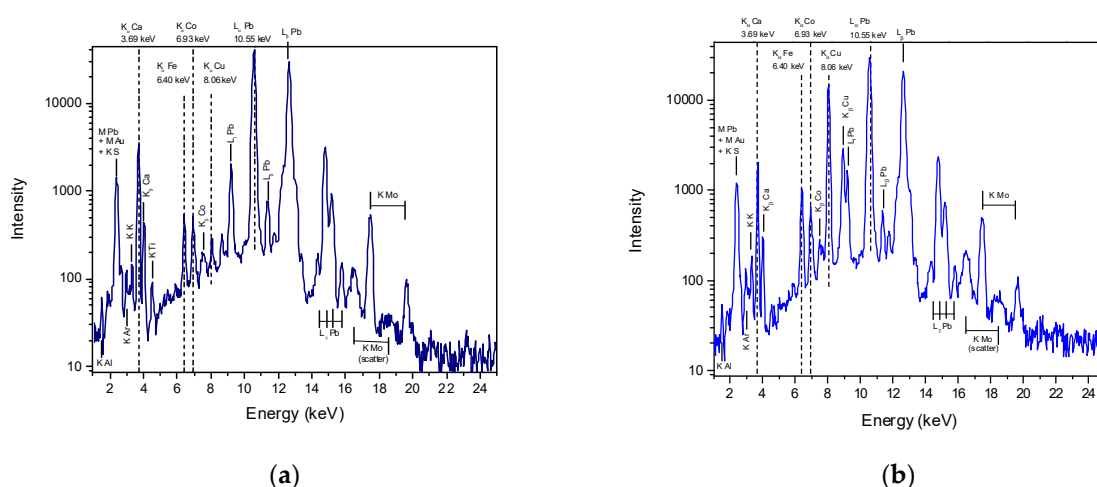 Kα Ca
3.69 keV
Kα Co
6.93 keV
Lα Pb
10.55 keV
Lβ Pb
Kα Fe
6.40 keV
Kα Cu
8.06 keV
M Pb
+ M Au
+ K S
K K
Kβ Ca
K Ti
Kβ Co
Ll Pb
Lβ Pb
K Mo
K Ar
K Al
Lγ Pb
K Mo
(scatter)
Intensity
10000
1000
100
10
2 4 6 8 10 12 14 16 18 20 22 24
Energy (keV)
(a)
Kα Ca
3.69 keV
Kα Co
6.93 keV
Lα Pb
10.55 keV
Lβ Pb
Kα Fe
6.40 keV
Kα Cu
8.06 keV
M Pb
+ M Au
+ K S
K K
Kβ Ca
Kβ Co
Kβ Cu
Ll Pb
Lβ Pb
K Mo
K Al
Lγ Pb
K Mo
(scatter)
Intensity
10000
1000
100
10
2 4 6 8 10 12 14 16 18 20 22 24
Energy (keV)
(b)